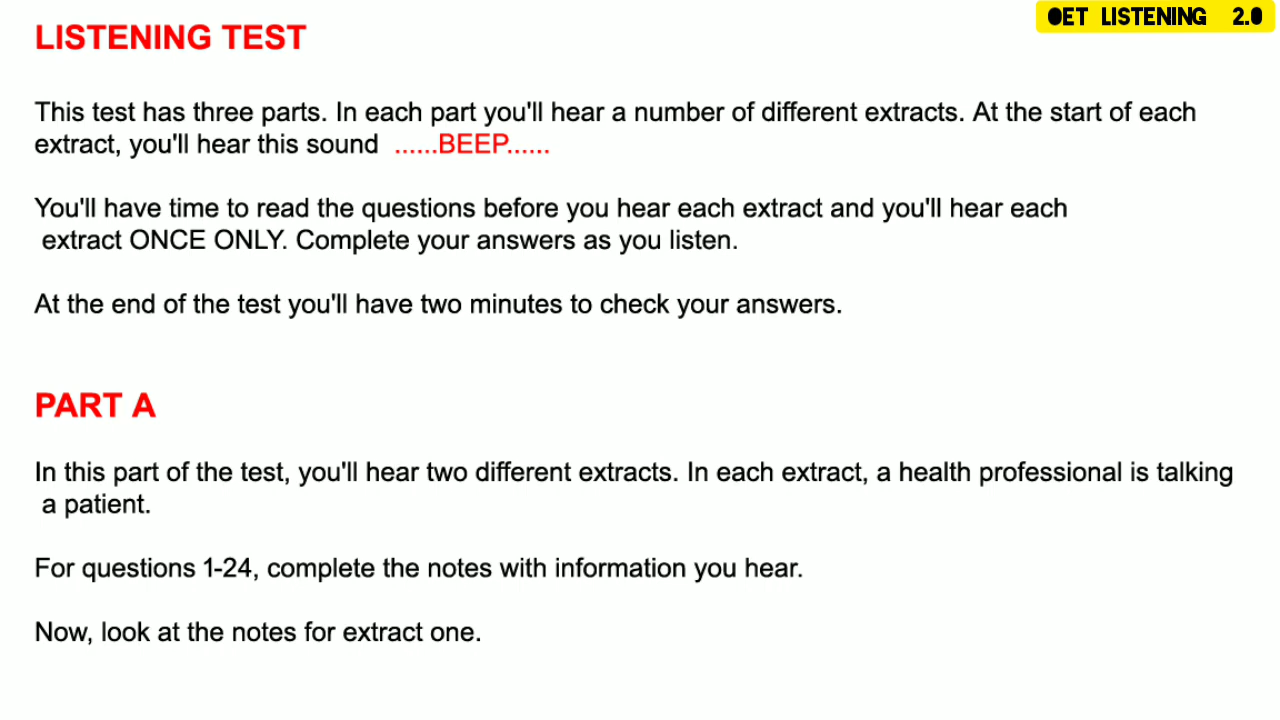 LISTENING TEST
OET LISTENING 2.0
This test has three parts. In each part you'll hear a number of different extracts. At the start of each
extract, you'll hear this sound ......BEEP......
You'll have time to read the questions before you hear each extract and you'll hear each
extract ONCE ONLY. Complete your answers as you listen.
At the end of the test you'll have two minutes to check your answers.
PART A
In this part of the test, you'll hear two different extracts. In each extract, a health professional is talking
a patient.
For questions 1-24, complete the notes with information you hear.
Now, look at the notes for extract one.